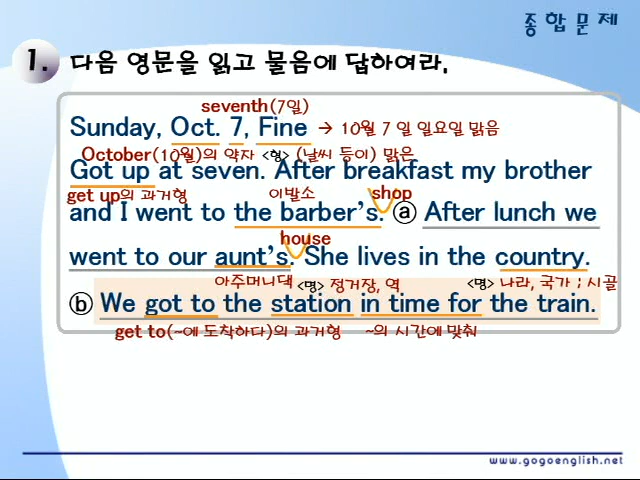 종합문제
1. 다음 영문을 읽고 물음에 답하여라.
seventh(7일)
Sunday, Oct. 7, Fine → 10월 7일 일요일 맑음
October(10월)의 약자 <형> (날씨 등이) 맑은
Got up at seven. After breakfast my brother
get up의 과거형 이발소 shop
and I went to the barber's. ⓐ After lunch we
house
went to our aunt's. She lives in the country.
아주머니댁 <명> 정거장, 역 <명> 나라, 국가 ; 시골
ⓑ We got to the station in time for the train.
get to(~에 도착하다)의 과거형 ~의 시간에 맞춰
www.gogoenglish.net